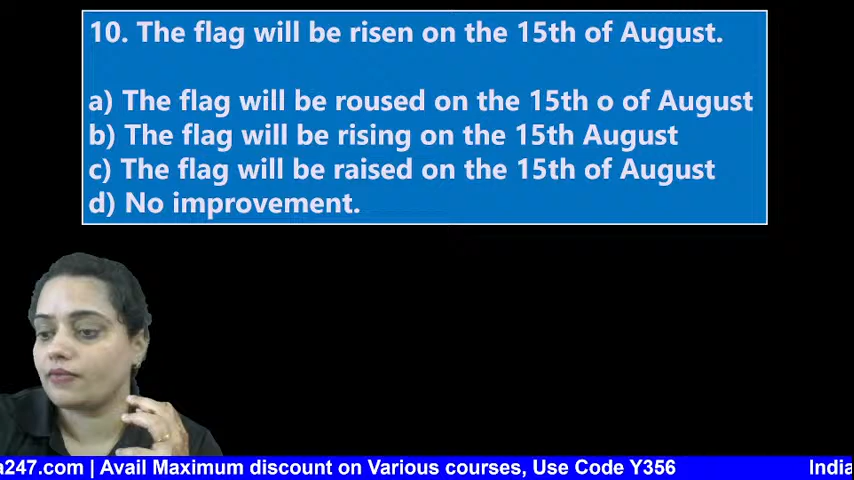 10. The flag will be risen on the 15th of August.
a) The flag will be roused on the 15th o of August
b) The flag will be rising on the 15th August
c) The flag will be raised on the 15th of August
d) No improvement.
a247.com | Avail Maximum discount on Various courses, Use Code Y356 India